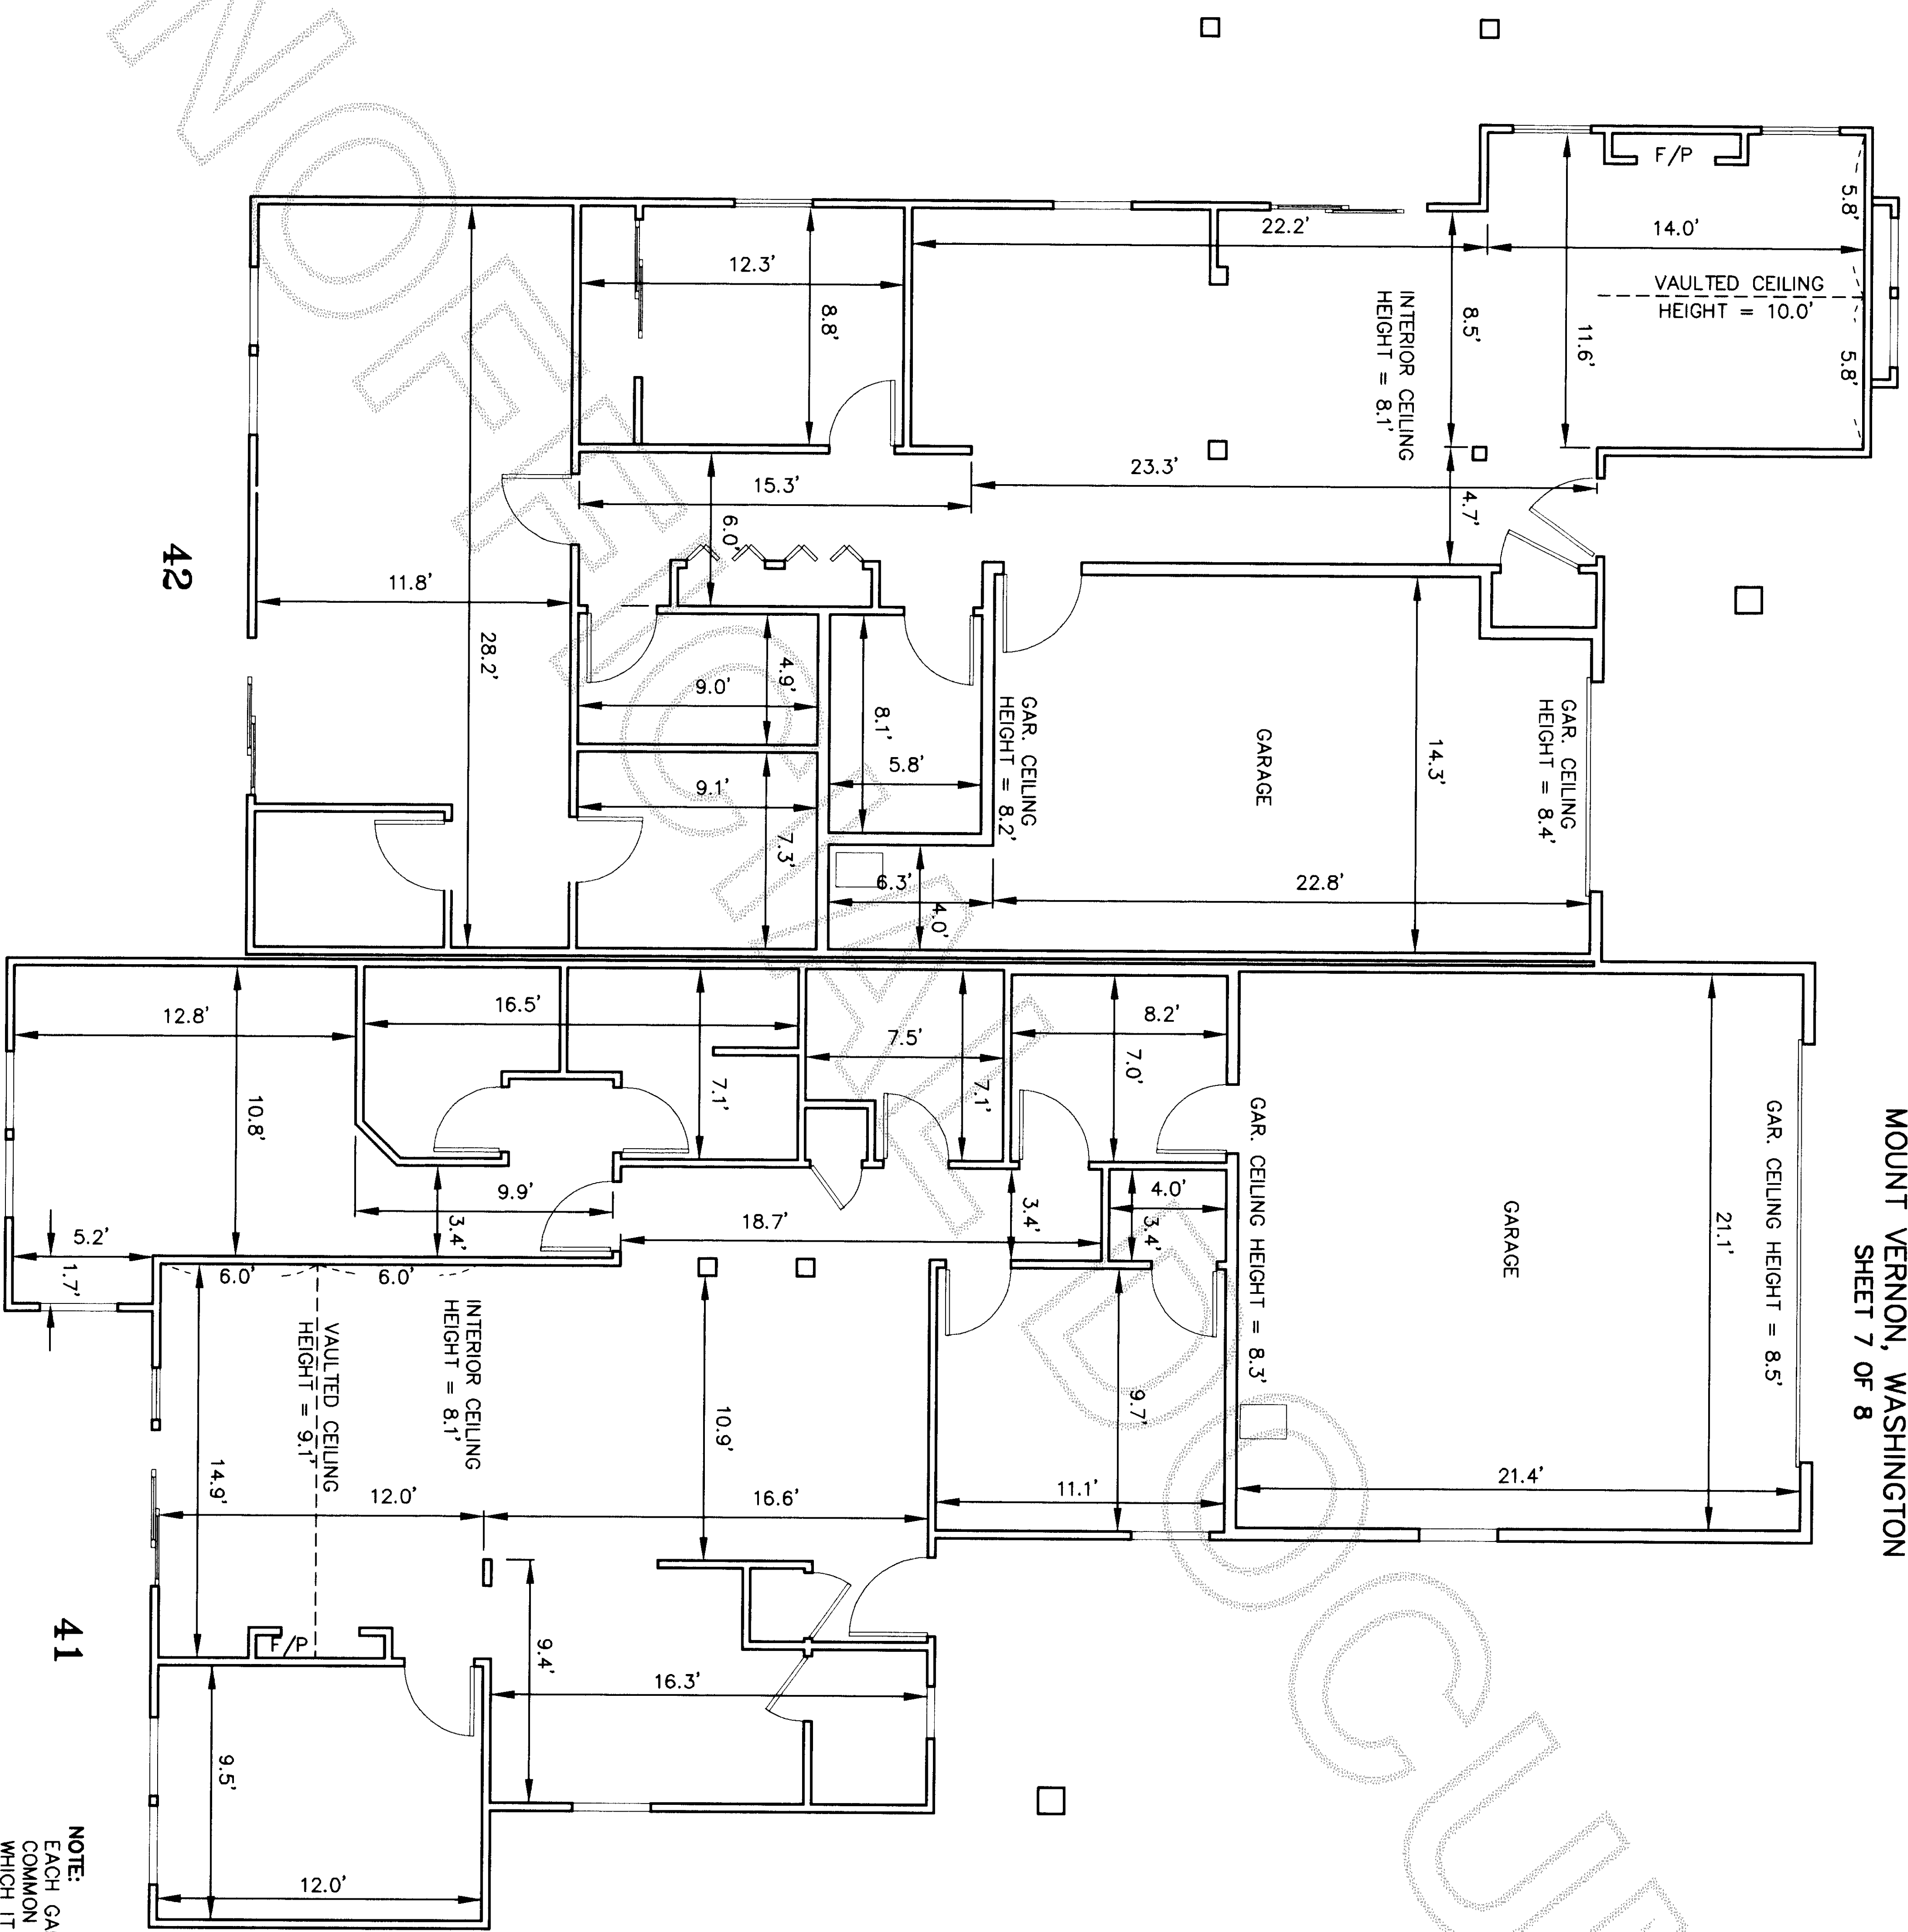 MOUNT VERNON, WASHINGTON
SHEET 7 OF 8
F/P
5.8'
14.0'
VAULTED CEILING
HEIGHT = 10.0'
5.8'
11.6'
22.2'
8.5'
INTERIOR CEILING
HEIGHT = 8.1'
12.3'
8.8'
23.3'
4.7'
15.3'
6.0'
42
11.8'
28.2'
4.9'
9.0'
8.1'
5.8'
GAR. CEILING
HEIGHT = 8.2'
GARAGE
14.3'
GAR. CEILING
HEIGHT = 8.4'
9.1'
7.3'
6.3'
4.0'
22.8'
12.8'
10.8'
16.5'
7.1'
7.5'
7.1'
8.2'
7.0'
GAR. CEILING HEIGHT = 8.3'
GARAGE
21.1'
GAR. CEILING HEIGHT = 8.5'
9.9'
3.4'
18.7'
3.4'
4.0'
3.4'
5.2'
1.7'
6.0'
6.0'
VAULTED CEILING
HEIGHT = 9.1'
INTERIOR CEILING
HEIGHT = 8.1'
10.9'
9.7'
14.9'
12.0'
16.6'
11.1'
21.4'
41
F/P
9.4'
16.3'
9.5'
12.0'
NOTE:
EACH GA
COMMON
WHICH IT
UNOFFICIAL DOCUM